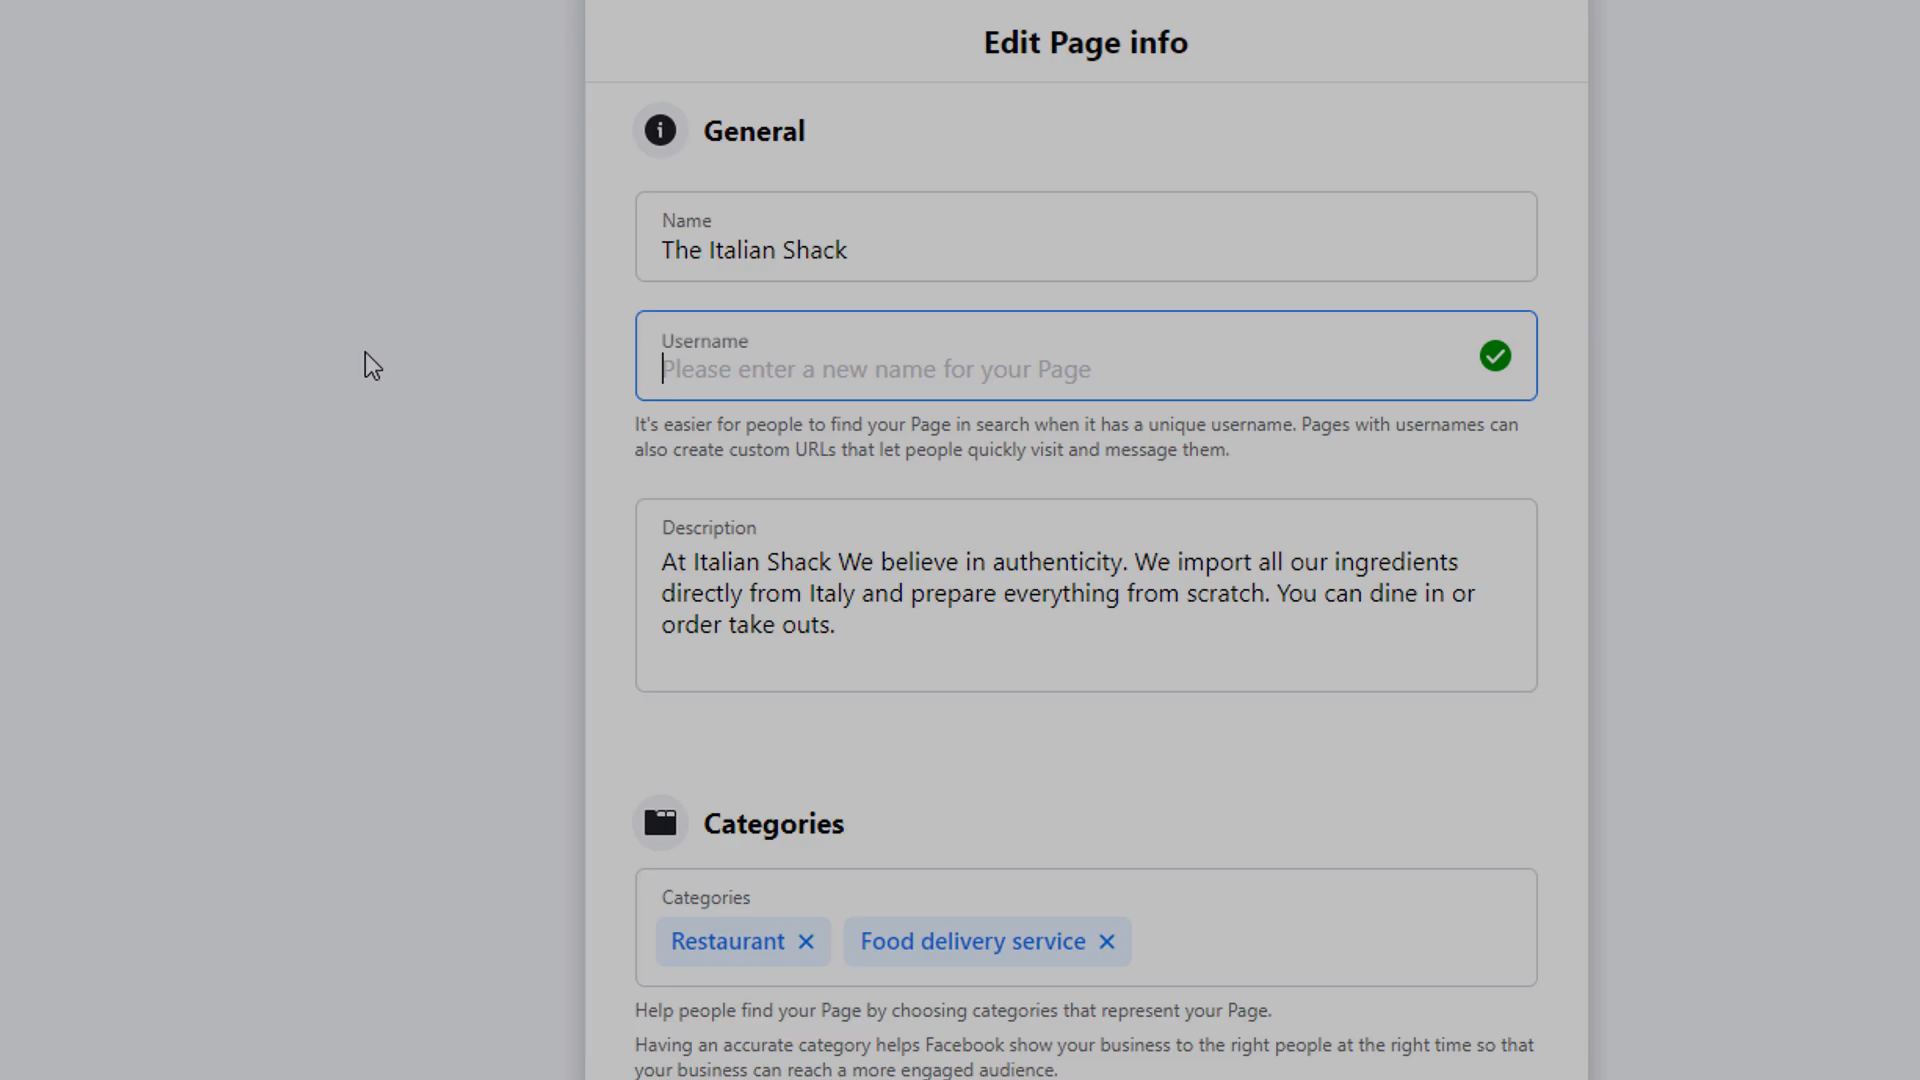 Edit Page info
General
Name
The Italian Shack
Username
Please enter a new name for your Page
It's easier for people to find your Page in search when it has a unique username. Pages with usernames can
also create custom URLs that let people quickly visit and message them.
Description
At Italian Shack We believe in authenticity. We import all our ingredients
directly from Italy and prepare everything from scratch. You can dine in or
order take outs.
Categories
Categories
Restaurant
Food delivery service
Help people find your Page by choosing categories that represent your Page.
Having an accurate category helps Facebook show your business to the right people at the right time so that
your business can reach a more engaged audience.